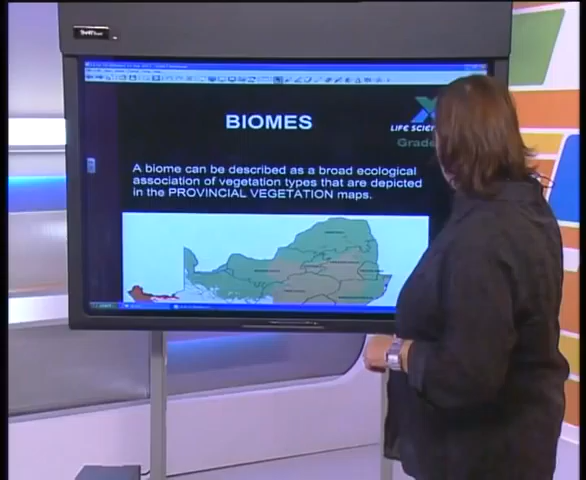 BIOMES
LIFE SCIEN
Grade
A biome can be described as a broad ecological
association of vegetation types that are depicted
in the PROVINCIAL VEGETATION maps.